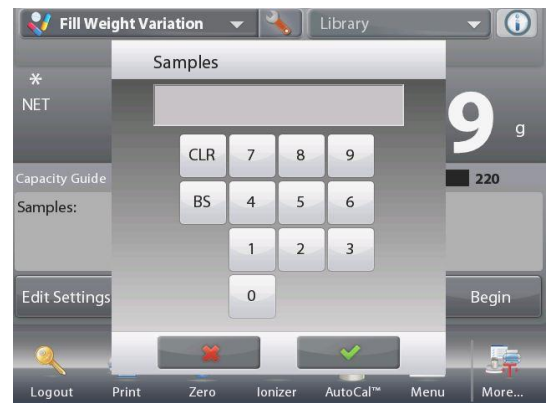 Fill Weight Variation Library
Samples
*
NET
9 g
CLR 7 8 9
Capacity Guide 220
BS 4 5 6
Samples:
1 2 3
Edit Settings 0 Begin
Logout Print Zero Ionizer AutoCal™ Menu More...